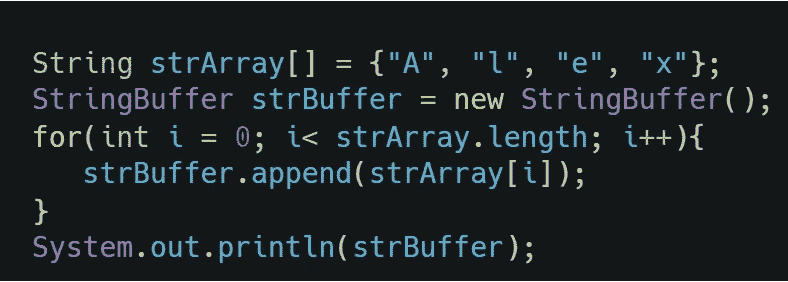 String strArray[] = {"A", "l", "e", "x"};
StringBuffer strBuffer = new StringBuffer();
for(int i = 0; i< strArray.length; i++){
   strBuffer.append(strArray[i]);
}
System.out.println(strBuffer);